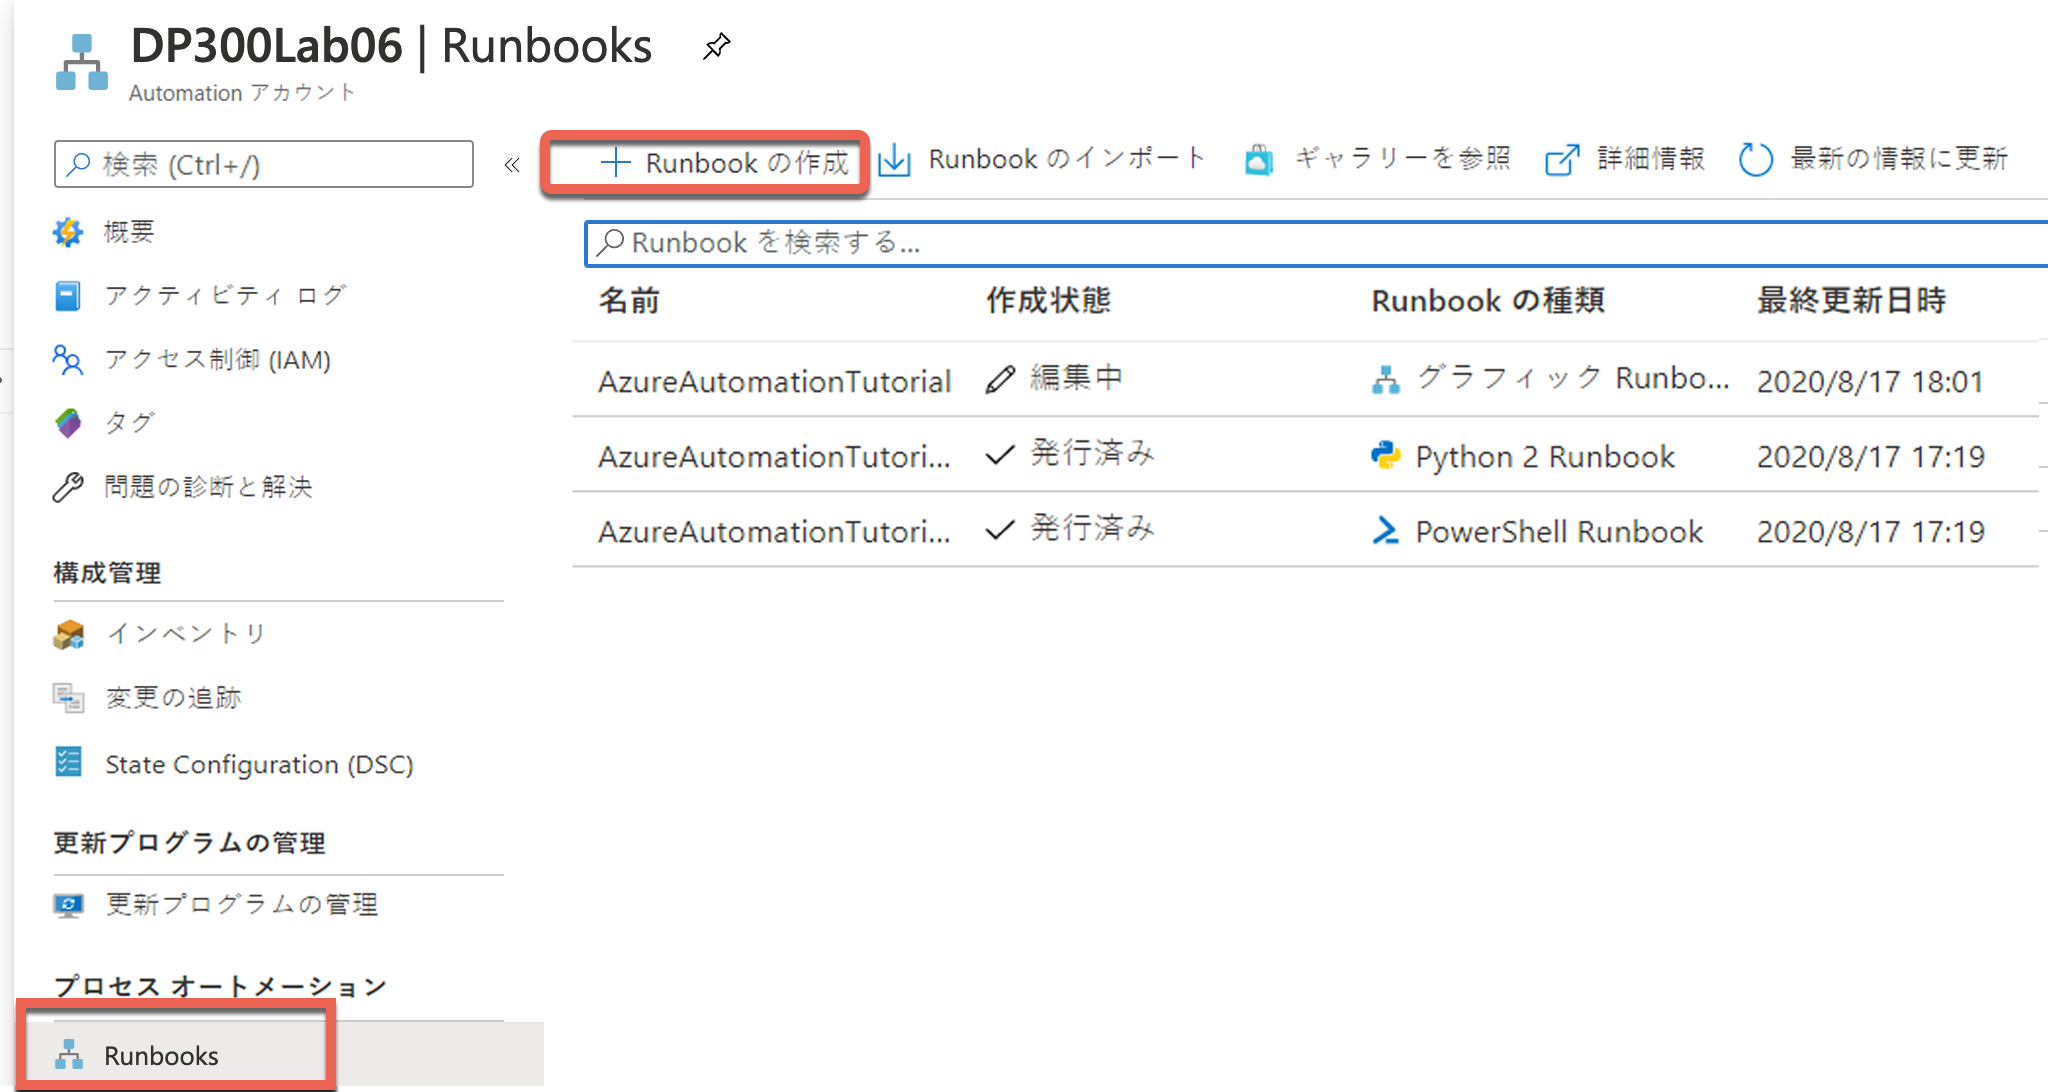 DP300Lab06 | Runbooks
Automation アカウント
検索 (Ctrl+/)
«
概要
アクティビティ ログ
アクセス制御 (IAM)
タグ
問題の診断と解決
構成管理
インベントリ
変更の追跡
State Configuration (DSC)
更新プログラムの管理
更新プログラムの管理
プロセス オートメーション
Runbooks
Runbook の作成 Runbook のインポート ギャラリーを参照 詳細情報 最新の情報に更新
Runbook を検索する...
名前 作成状態 Runbook の種類 最終更新日時
AzureAutomationTutorial 編集中 グラフィック Runbo... 2020/8/17 18:01
AzureAutomationTutori... 発行済み Python 2 Runbook 2020/8/17 17:19
AzureAutomationTutori... 発行済み PowerShell Runbook 2020/8/17 17:19